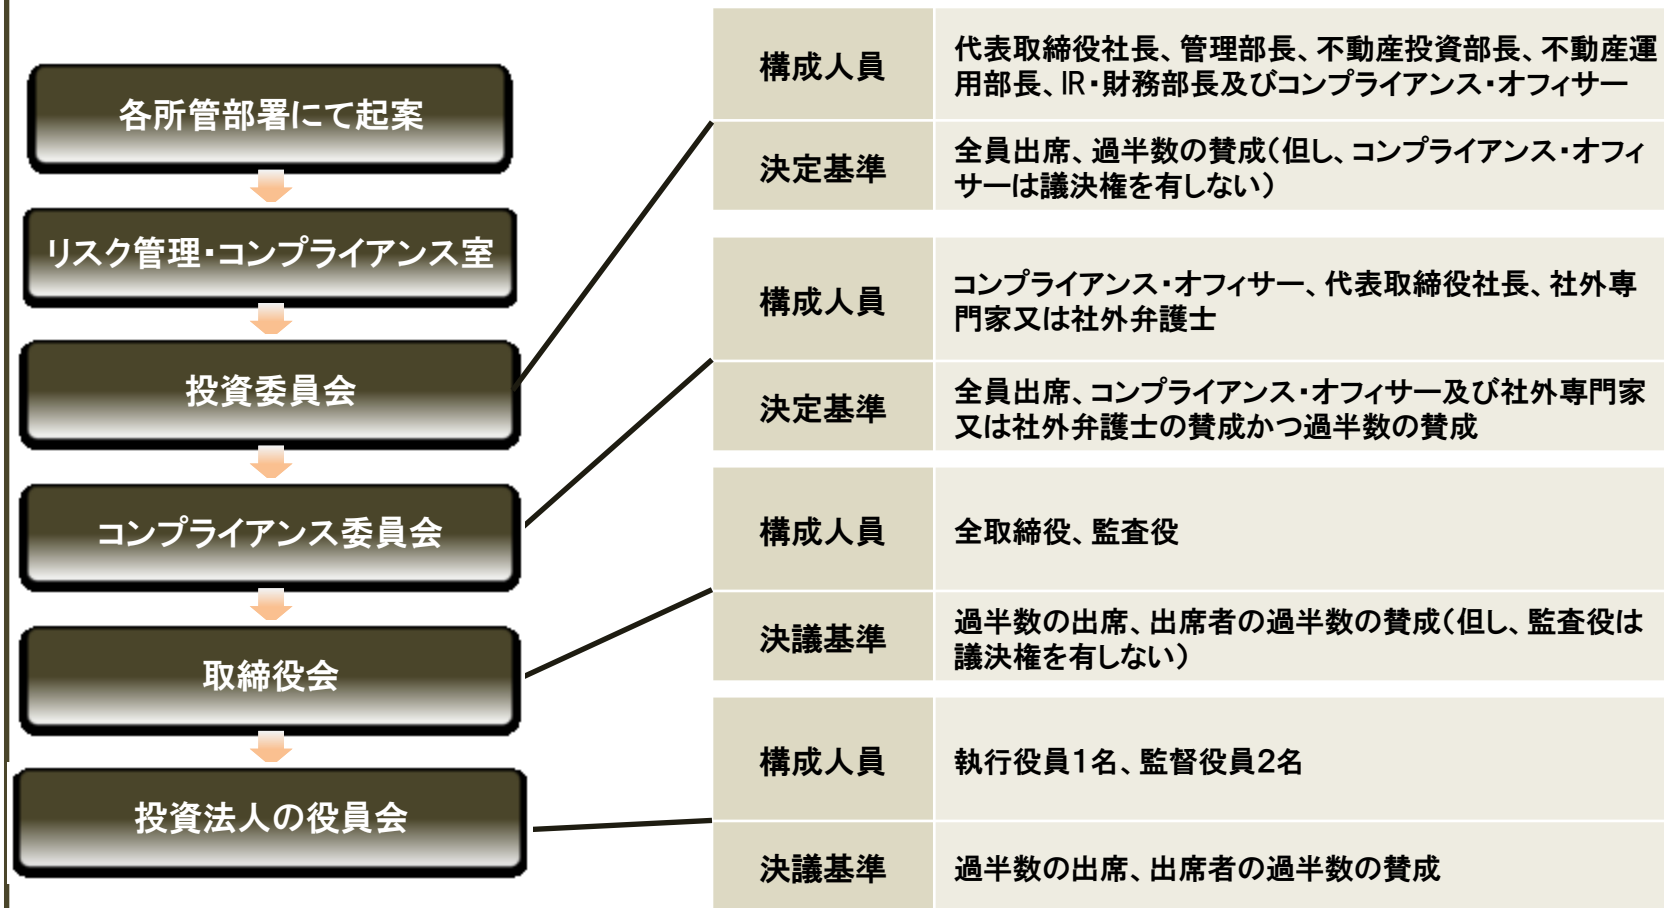 各所管部署にて起案
リスク管理・コンプライアンス室
投資委員会
コンプライアンス委員会
取締役会
投資法人の役員会
構成人員
代表取締役社長、管理部長、不動産投資部長、不動産運
用部長、IR・財務部長及びコンプライアンス・オフィサー
決定基準
全員出席、過半数の賛成(但し、コンプライアンス・オフィ
サーは議決権を有しない)
構成人員
コンプライアンス・オフィサー、代表取締役社長、社外専
門家又は社外弁護士
決定基準
全員出席、コンプライアンス・オフィサー及び社外専門家
又は社外弁護士の賛成かつ過半数の賛成
構成人員
全取締役、監査役
決議基準
過半数の出席、出席者の過半数の賛成(但し、監査役は
議決権を有しない)
構成人員
執行役員1名、監督役員2名
決議基準
過半数の出席、出席者の過半数の賛成